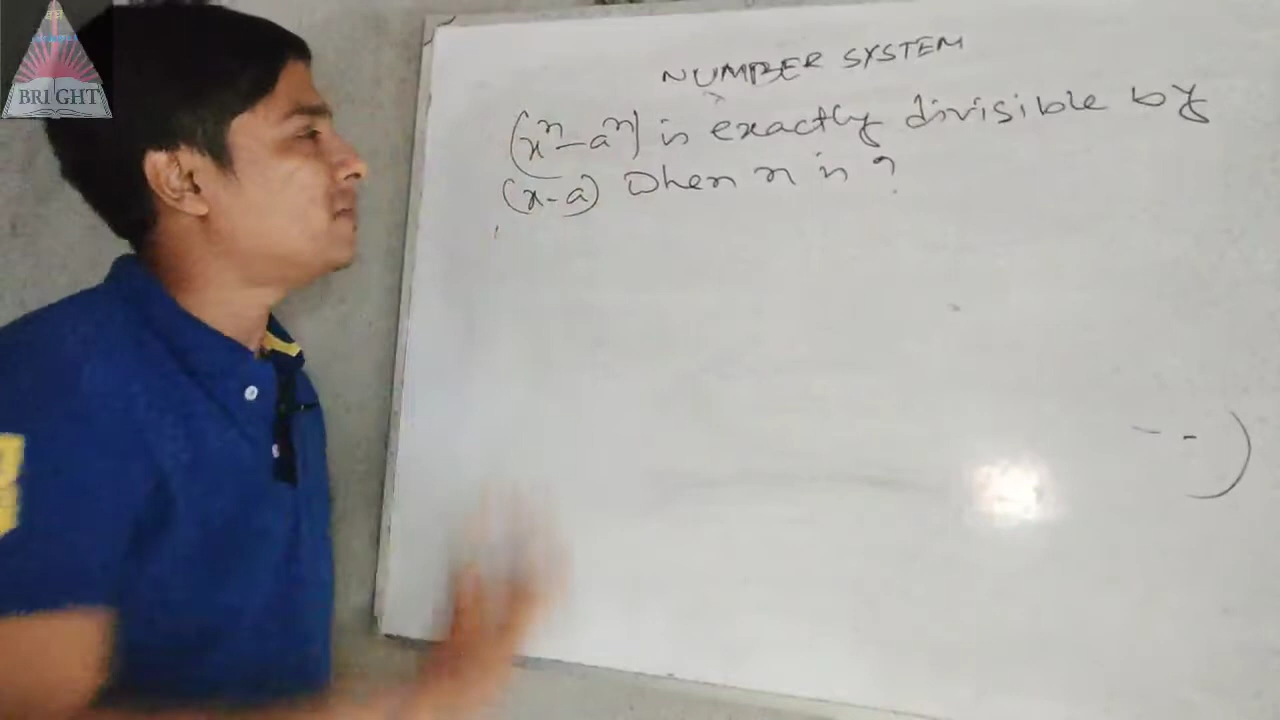 BRIGHT
NUMBER SYSTEM
(xⁿ-aⁿ) is exactly divisible by
(x-a) When n is ?